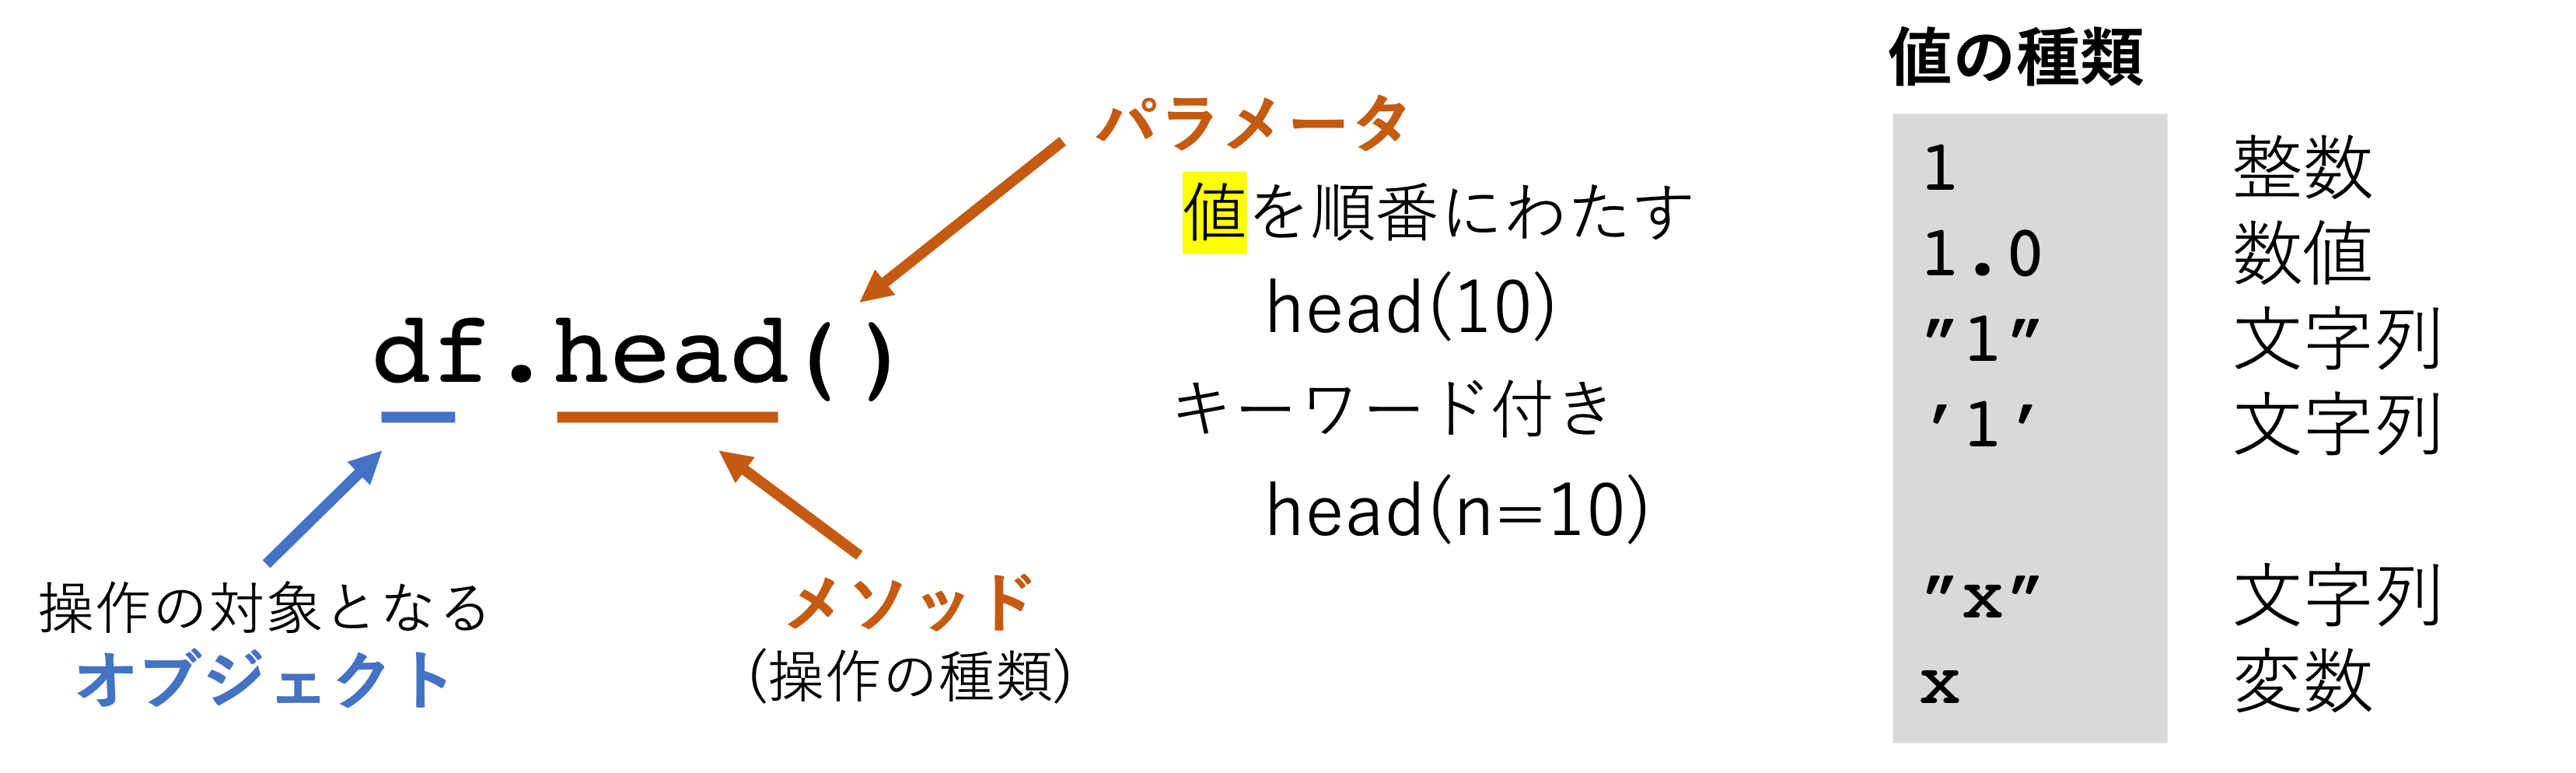 パラメータ
値を順番にわたす
head(10)
キーワード付き
head(n=10)
df.head()
操作の対象となる
オブジェクト
メソッド
(操作の種類)
値の種類
1 整数
1.0 数値
"1" 文字列
'1' 文字列
"x" 文字列
x 変数